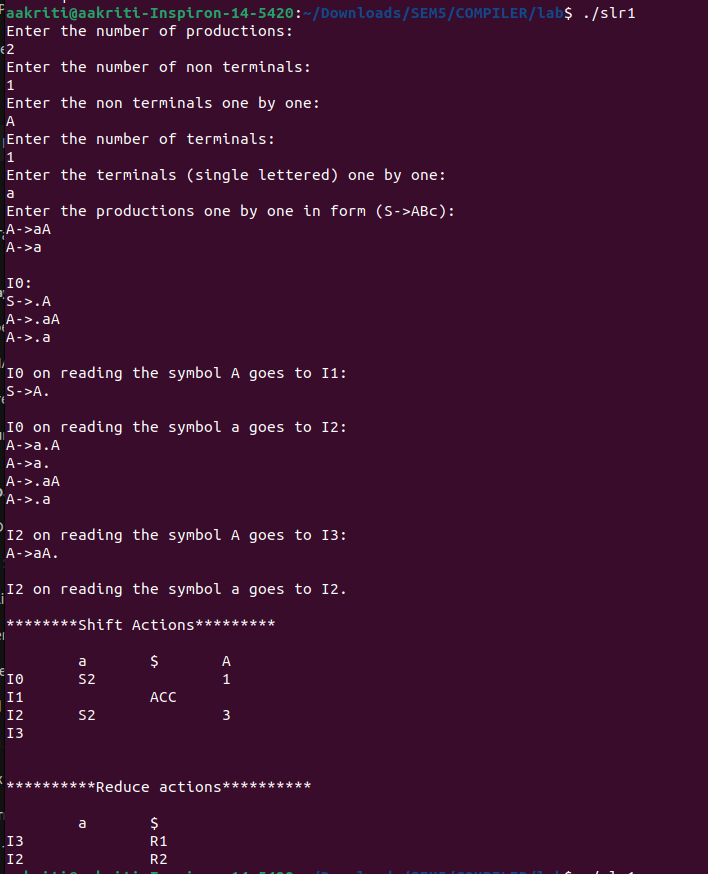 aakriti@aakriti-Inspiron-14-5420:~/Downloads/SEM5/COMPILER/lab$ ./slr1
Enter the number of productions:
2
Enter the number of non terminals:
1
Enter the non terminals one by one:
A
Enter the number of terminals:
1
Enter the terminals (single lettered) one by one:
a
Enter the productions one by one in form (S->ABc):
A->aA
A->a
I0:
S->.A
A->.aA
A->.a
I0 on reading the symbol A goes to I1:
S->A.
I0 on reading the symbol a goes to I2:
A->a.A
A->a.
A->.aA
A->.a
I2 on reading the symbol A goes to I3:
A->aA.
I2 on reading the symbol a goes to I2.
********Shift Actions*********
a $ A
I0 S2 1
I1 ACC
I2 S2 3
I3
**********Reduce actions**********
a $
I3 R1
I2 R2